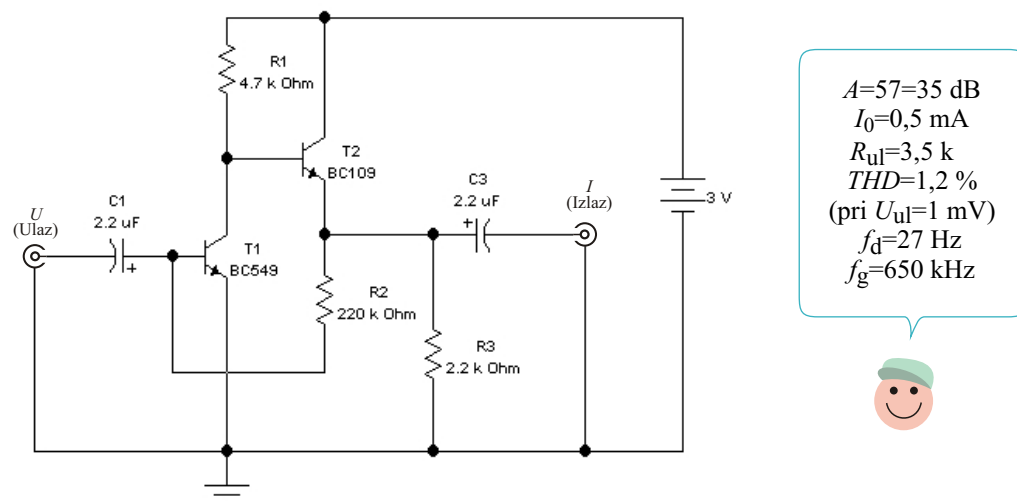 R1
4.7 k Ohm
T2
BC109
C3
2.2 uF
I
(Izlaz)
3 V
U
(Ulaz)
C1
2.2 uF
+
T1
BC549
R2
220 k Ohm
+
R3
2.2 k Ohm
A=57=35 dB
I0=0,5 mA
Rul=3,5 k
THD=1,2 %
(pri Uul=1 mV)
fd=27 Hz
fg=650 kHz